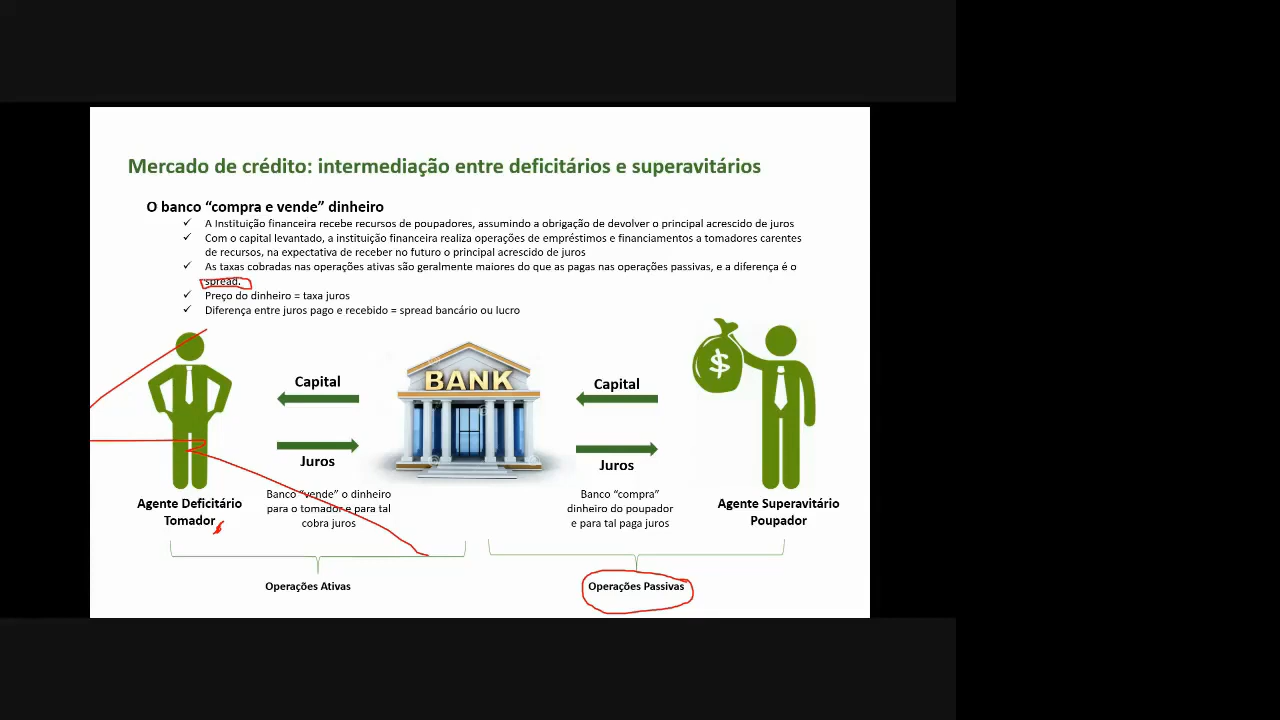 Mercado de crédito: intermediação entre deficitários e superavitários
O banco “compra e vende” dinheiro
✓ A Instituição financeira recebe recursos de poupadores, assumindo a obrigação de devolver o principal acrescido de juros
✓ Com o capital levantado, a instituição financeira realiza operações de empréstimos e financiamentos a tomadores carentes
de recursos, na expectativa de receber no futuro o principal acrescido de juros
✓ As taxas cobradas nas operações ativas são geralmente maiores do que as pagas nas operações passivas, e a diferença é o
spread.
✓ Preço do dinheiro = taxa juros
✓ Diferença entre juros pago e recebido = spread bancário ou lucro
Capital
Juros
BANK
Capital
Juros
$
Agente Deficitário
Tomador
Banco “vende” o dinheiro
para o tomador e para tal
cobra juros
Banco “compra”
dinheiro do poupador
e para tal paga juros
Agente Superavitário
Poupador
Operações Ativas
Operações Passivas